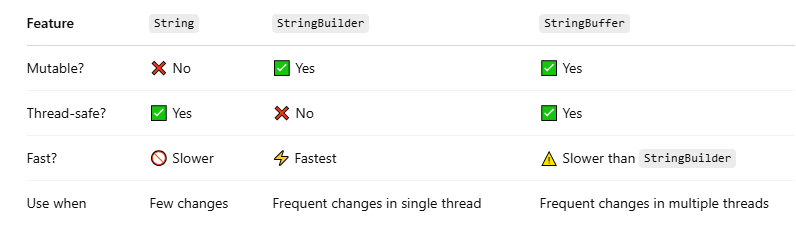 Feature String StringBuilder StringBuffer
Mutable? ❌ No ✅ Yes ✅ Yes
Thread-safe? ✅ Yes ❌ No ✅ Yes
Fast? 🚫 Slower ⚡ Fastest ⚠️ Slower than StringBuilder
Use when Few changes Frequent changes in single thread Frequent changes in multiple threads